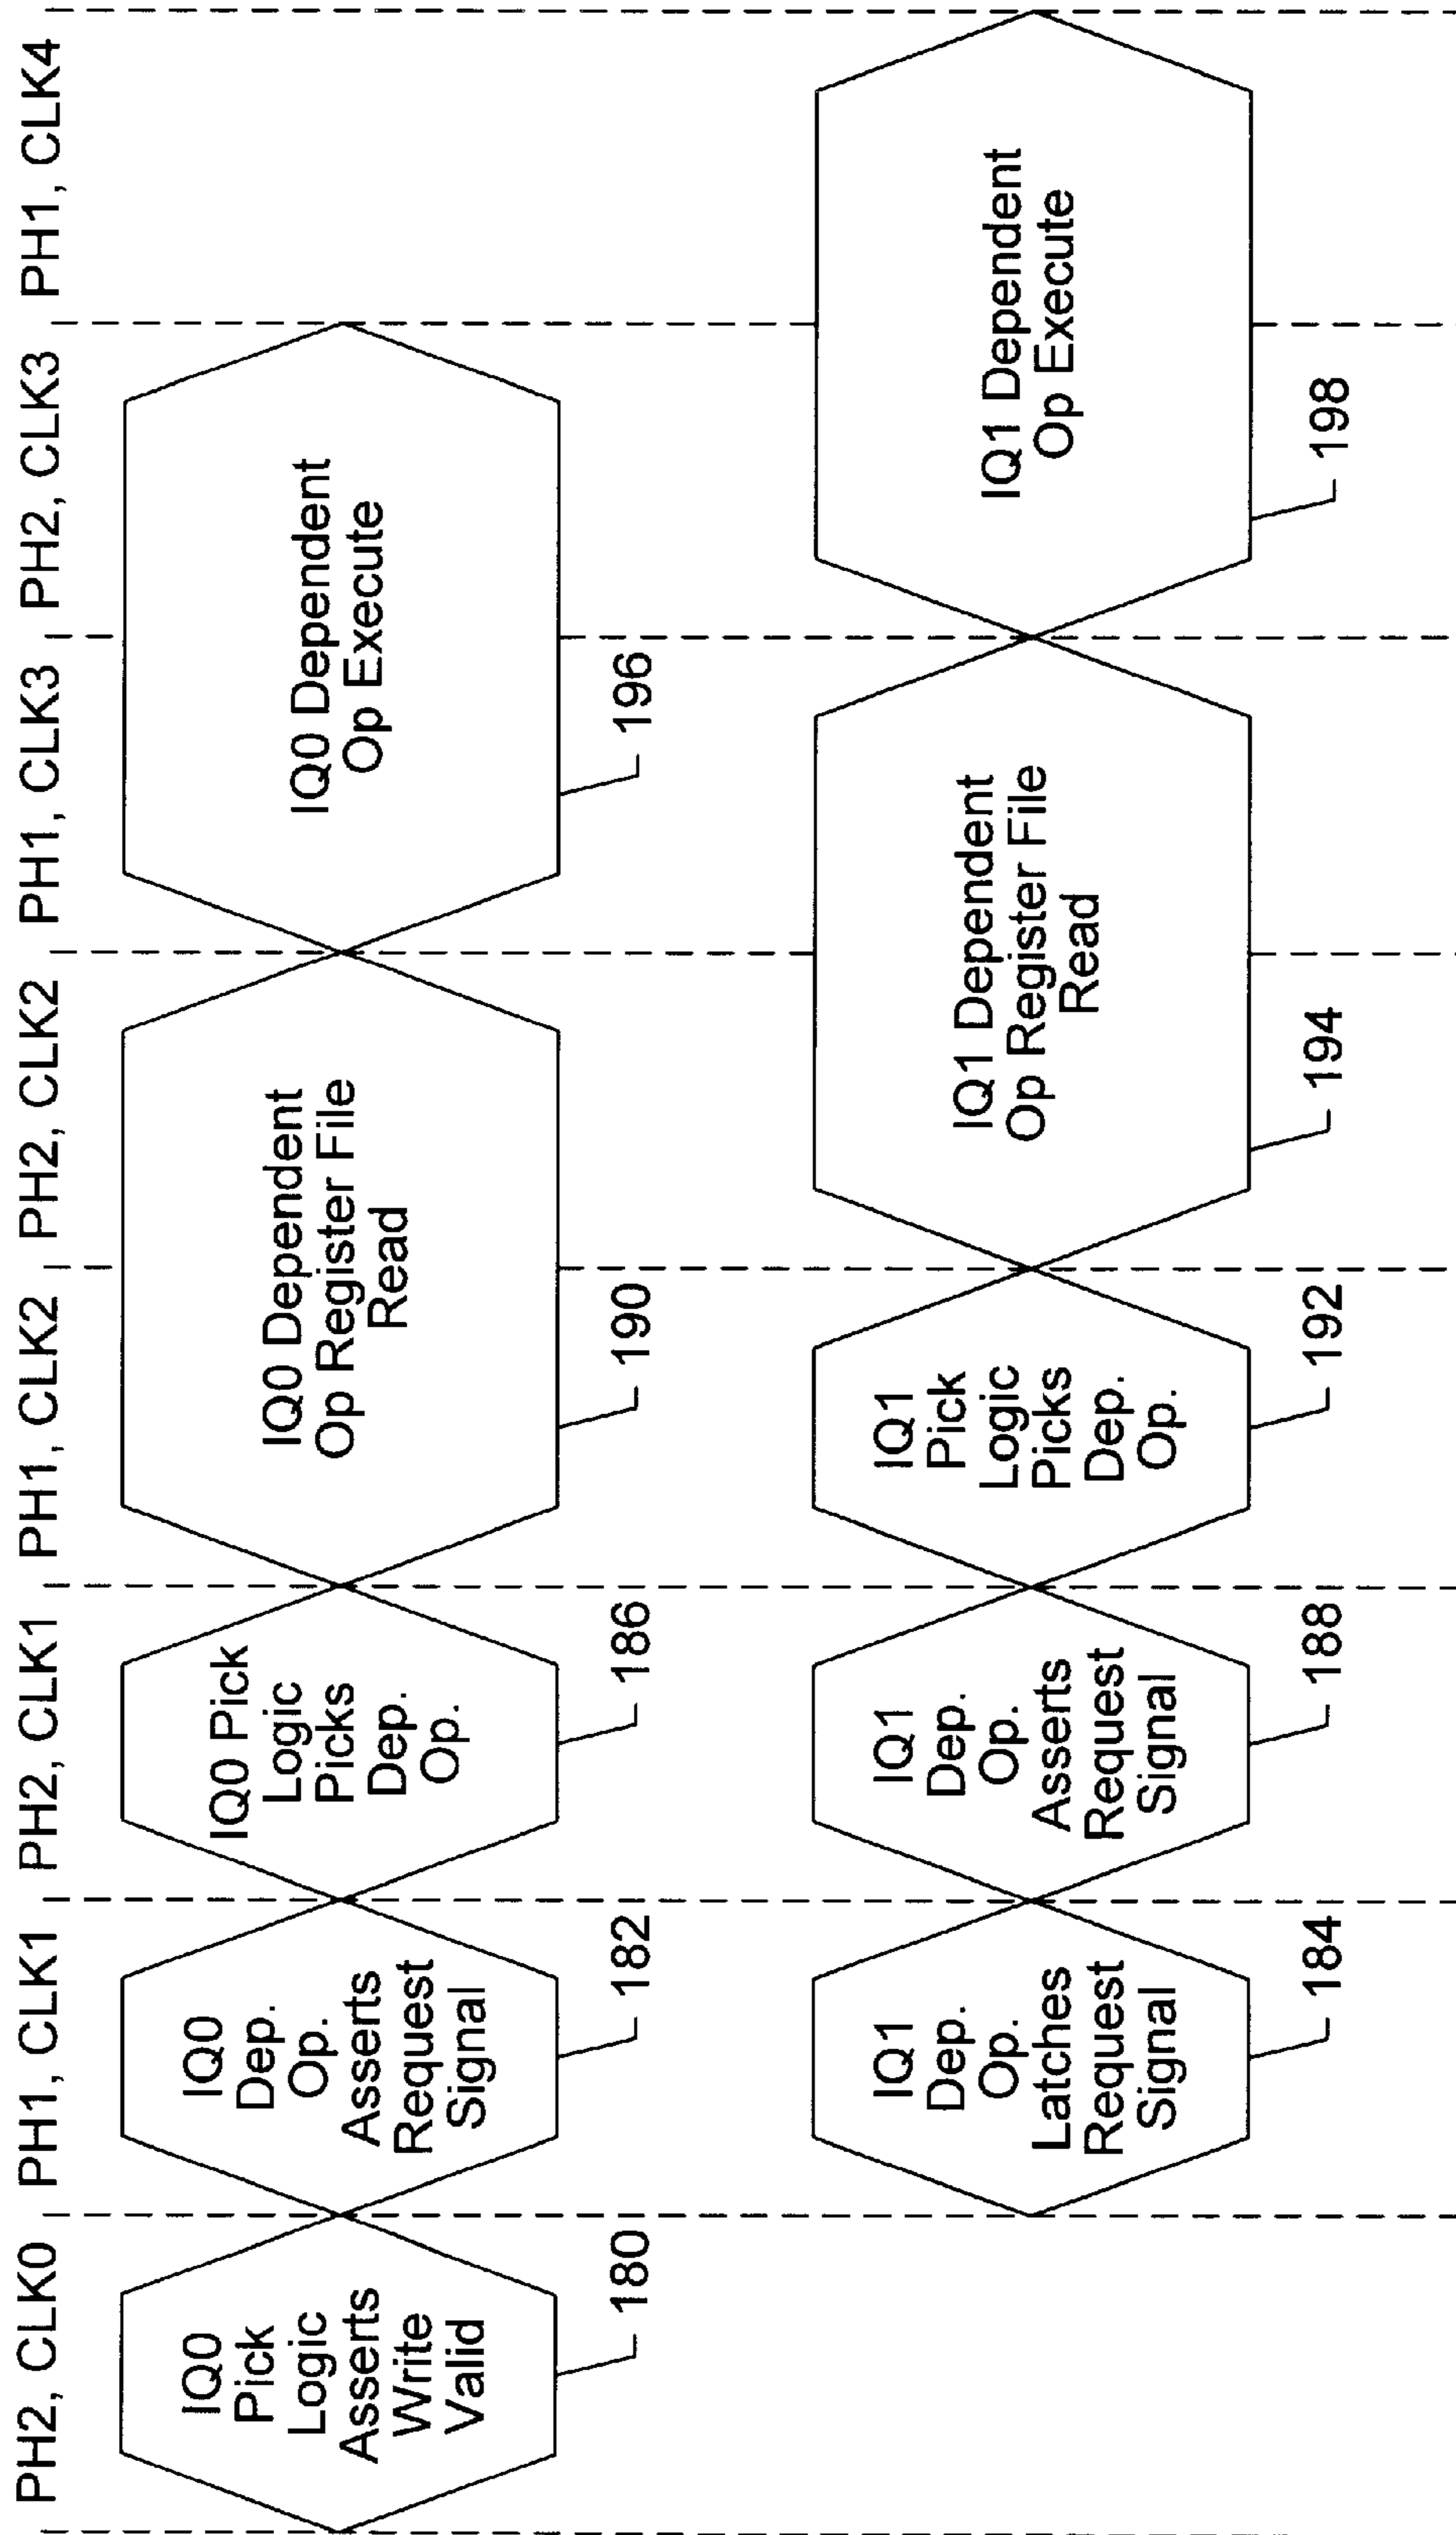 PH2, CLK0
PH1, CLK1
PH2, CLK1
PH1, CLK2
PH2, CLK2
PH1, CLK3
PH2, CLK3
PH1, CLK4
IQ0
Pick
Logic
Asserts
Write
Valid
180
IQ0
Dep.
Op.
Asserts
Request
Signal
182
IQ0 Pick
Logic
Picks
Dep.
Op.
186
IQ0 Dependent
Op Register File
Read
190
IQ0 Dependent
Op Execute
196
IQ1
Dep.
Op.
Latches
Request
Signal
184
IQ1
Dep.
Op.
Asserts
Request
Signal
188
IQ1
Pick
Logic
Picks
Dep.
Op.
192
IQ1 Dependent
Op Register File
Read
194
IQ1 Dependent
Op Execute
198